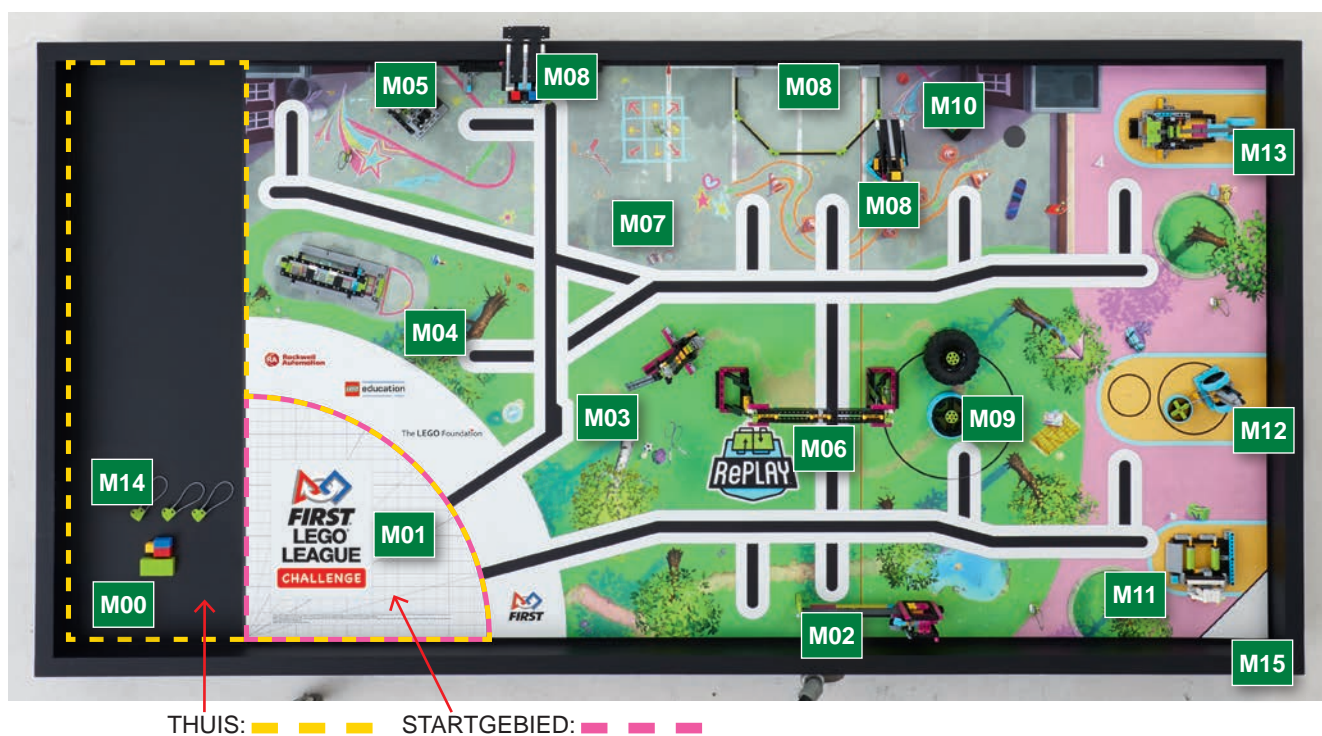 M05
M08
M08
M10
M13
M08
M07
M04
Rockwell
Automation
LEGO education
The LEGO Foundation
M03
M09
M12
M06
RePLAY
M14
FIRST
LEGO
LEAGUE
CHALLENGE
M01
M00
FIRST
M02
M11
M15
THUIS:
STARTGEBIED: